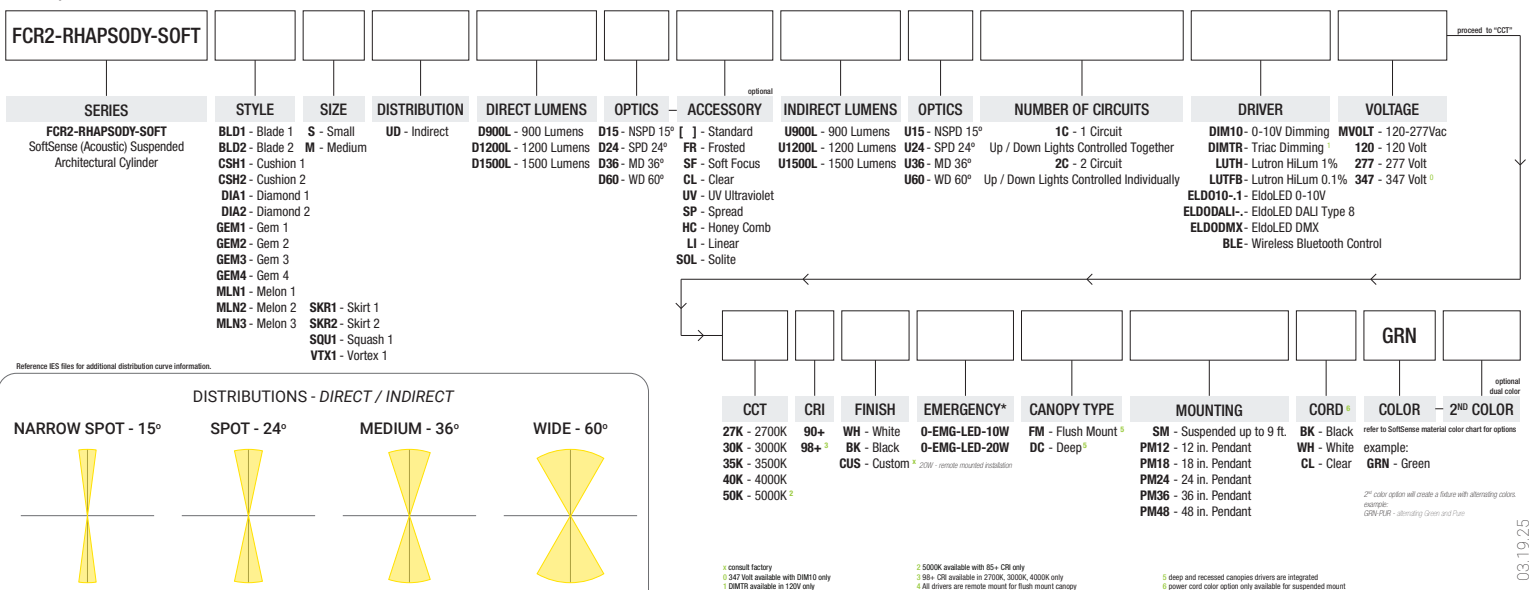 FCR2-RHAPSODY-SOFT
proceed to "CCT"
SERIES
FCR2-RHAPSODY-SOFT
SoftSense (Acoustic) Suspended
Architectural Cylinder
STYLE
BLD1 - Blade 1
BLD2 - Blade 2
CSH1 - Cushion 1
CSH2 - Cushion 2
DIA1 - Diamond 1
DIA2 - Diamond 2
GEM1 - Gem 1
GEM2 - Gem 2
GEM3 - Gem 3
GEM4 - Gem 4
MLN1 - Melon 1
MLN2 - Melon 2
MLN3 - Melon 3
SKR1 - Skirt 1
SKR2 - Skirt 2
SQU1 - Squash 1
VTX1 - Vortex 1
SIZE
S - Small
M - Medium
DISTRIBUTION
UD - Indirect
DIRECT LUMENS
D900L - 900 Lumens
D1200L - 1200 Lumens
D1500L - 1500 Lumens
OPTICS –
D15 - NSPD 15º
D24 - SPD 24º
D36 - MD 36º
D60 - WD 60º
optional
ACCESSORY
[ ] - Standard
FR - Frosted
SF - Soft Focus
CL - Clear
UV - UV Ultraviolet
SP - Spread
HC - Honey Comb
LI - Linear
SOL - Solite
INDIRECT LUMENS
U900L - 900 Lumens
U1200L - 1200 Lumens
U1500L - 1500 Lumens
OPTICS
U15 - NSPD 15º
U24 - SPD 24º
U36 - MD 36º
U60 - WD 60º
NUMBER OF CIRCUITS
1C - 1 Circuit
Up / Down Lights Controlled Together
2C - 2 Circuit
Up / Down Lights Controlled Individually
DRIVER
DIM10 - 0-10V Dimming
DIMTR - Triac Dimming 1
LUTH - Lutron HiLum 1%
LUTFB - Lutron HiLum 0.1%
ELDO10-.1 - EldoLED 0-10V
ELDODALI-.- EldoLED DALI Type 8
ELDODMX - EldoLED DMX
BLE - Wireless Bluetooth Control
VOLTAGE
MVOLT - 120-277Vac
120 - 120 Volt
277 - 277 Volt
347 - 347 Volt 0
GRN
CCT
27K - 2700K
30K - 3000K
35K - 3500K
40K - 4000K
50K - 5000K 2
CRI
90+
98+ 3
FINISH
WH - White
BK - Black
CUS - Custom x
EMERGENCY*
0-EMG-LED-10W
0-EMG-LED-20W
20W - remote mounted installation
CANOPY TYPE
FM - Flush Mount 5
DC - Deep 5
MOUNTING
SM - Suspended up to 9 ft.
PM12 - 12 in. Pendant
PM18 - 18 in. Pendant
PM24 - 24 in. Pendant
PM36 - 36 in. Pendant
PM48 - 48 in. Pendant
CORD 6
BK - Black
WH - White
CL - Clear
COLOR –
refer to SoftSense material color chart for options
example:
GRN - Green
optional
dual color
2ND COLOR
2nd color option will create a fixture with alternating colors.
example:
GRN-PUR - alternating Green and Pure
Reference IES files for additional distribution curve information.
DISTRIBUTIONS - DIRECT / INDIRECT
NARROW SPOT - 15º
SPOT - 24º
MEDIUM - 36º
WIDE - 60º
x consult factory
0 347 Volt available with DIM10 only
1 DIMTR available in 120V only
2 5000K available with 85+ CRI only
3 98+ CRI available in 2700K, 3000K, 4000K only
4 All drivers are remote mount for flush mount canopy
5 deep and recessed canopies drivers are integrated
6 power cord color option only available for suspended mount
03.19.25